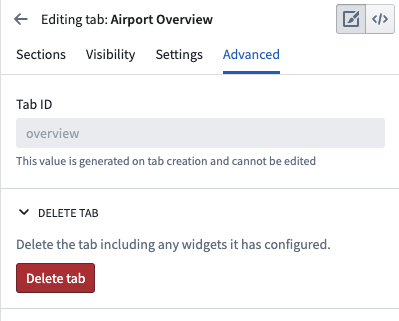 Editing tab: Airport Overview
Sections Visibility Settings Advanced
Tab ID
overview
This value is generated on tab creation and cannot be edited
DELETE TAB
Delete the tab including any widgets it has configured.
Delete tab